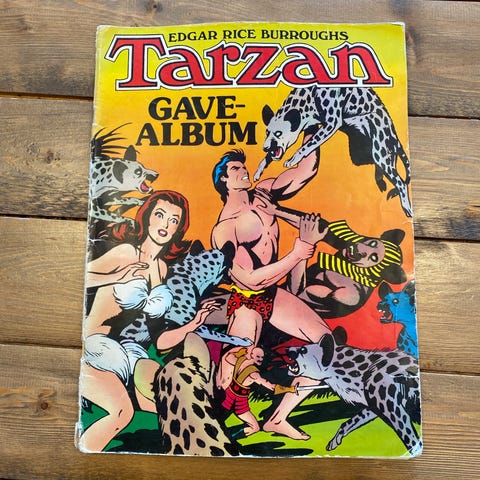 EDGAR RICE BURROUGHS
Tarzan
GAVE-
ALBUM